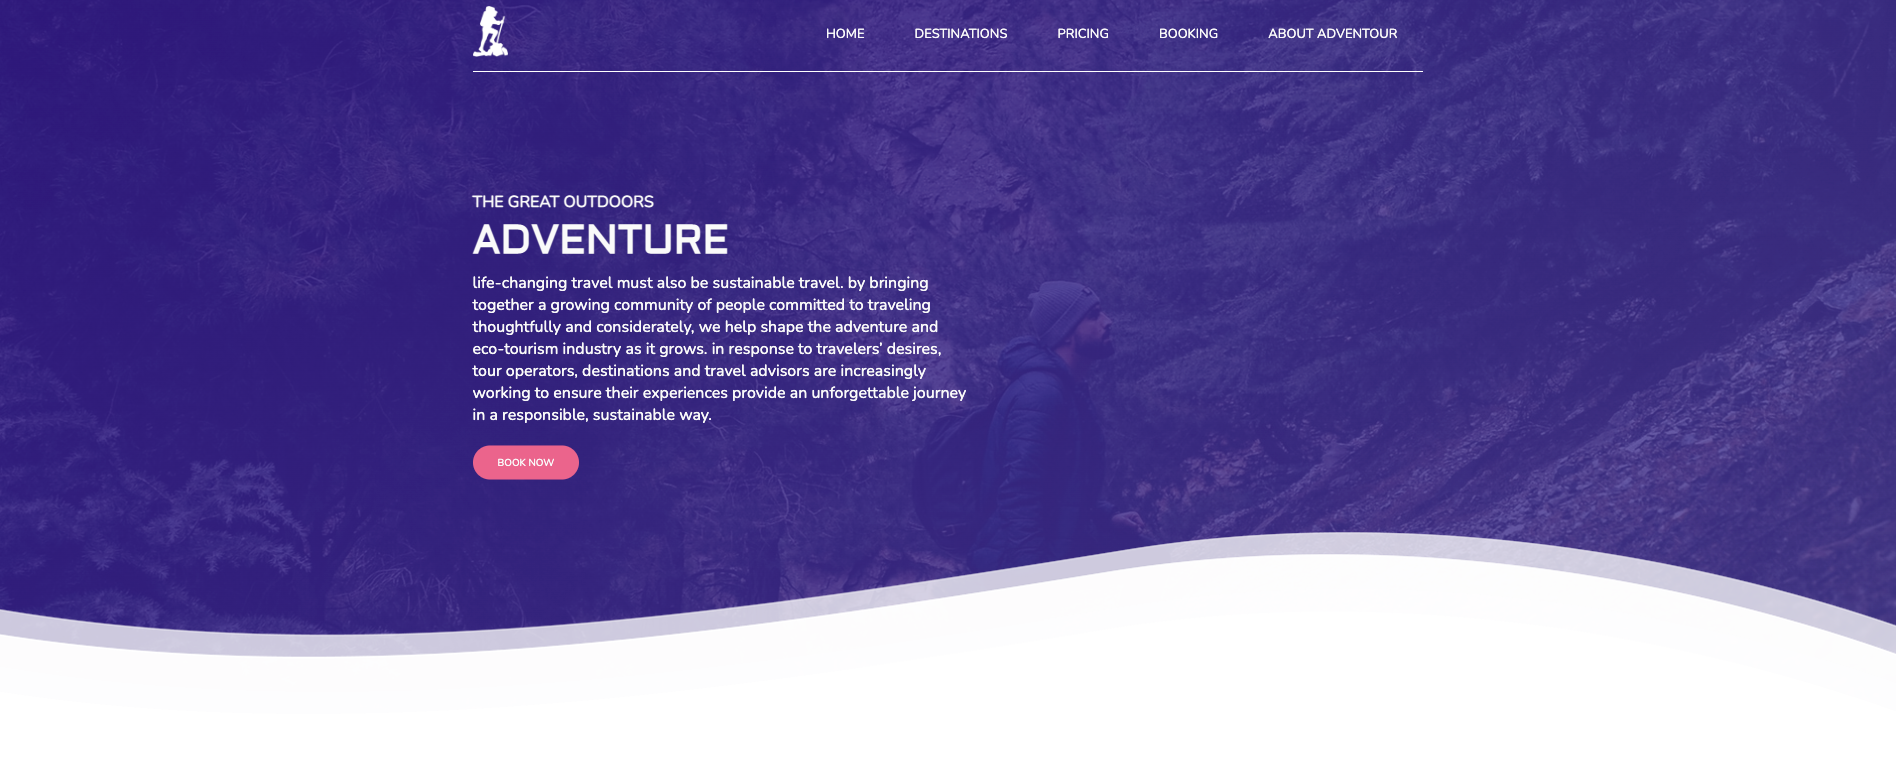 HOME DESTINATIONS PRICING BOOKING ABOUT ADVENTOUR
THE GREAT OUTDOORS
ADVENTURE
life-changing travel must also be sustainable travel. by bringing
together a growing community of people committed to traveling
thoughtfully and considerately, we help shape the adventure and
eco-tourism industry as it grows. in response to travelers' desires,
tour operators, destinations and travel advisors are increasingly
working to ensure their experiences provide an unforgettable journey
in a responsible, sustainable way.
BOOK NOW